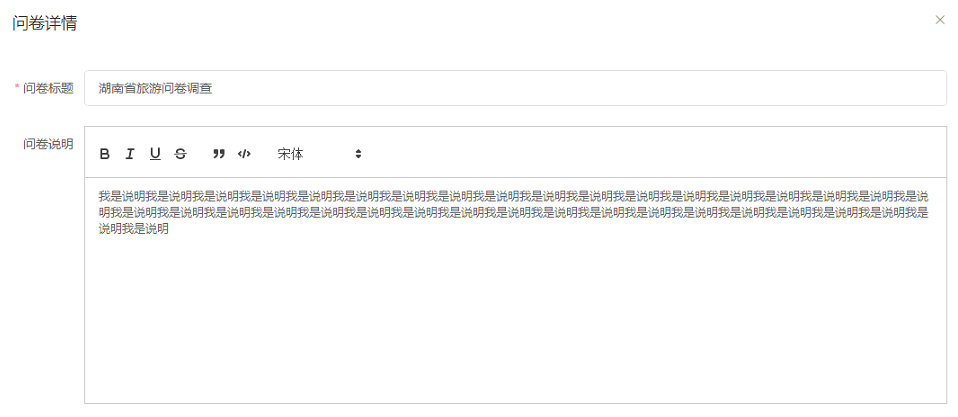 问卷详情
* 问卷标题 湖南省旅游问卷调查
问卷说明
B I U S 宋体
我是说明我是说明我是说明我是说明我是说明我是说明我是说明我是说明我是说明我是说明我是说明我是说明我是说明我是说明我是说明我是说明我是说明我是说
明我是说明我是说明我是说明我是说明我是说明我是说明我是说明我是说明我是说明我是说明我是说明我是说明我是说明我是说明我是说明我是说明我是说明我是
说明我是说明